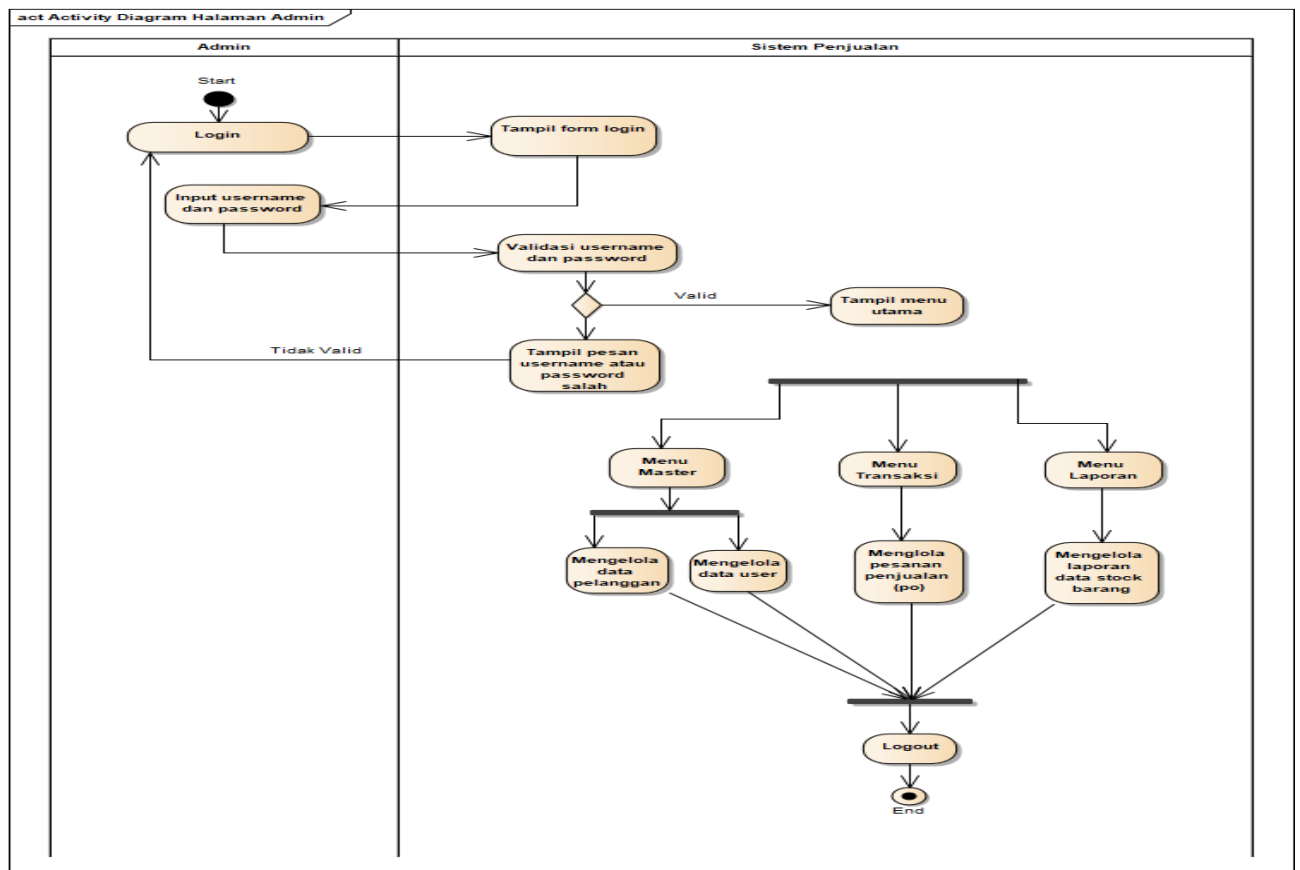 act Activity Diagram Halaman Admin
Admin
Sistem Penjualan
Start
Login
Tampil form login
Input username
dan password
Validasi username
dan password
Valid
Tampil menu
utama
Tidak Valid
Tampil pesan
username atau
password
salah
Menu
Master
Menu
Transaksi
Menu
Laporan
Mengelola
data
pelanggan
Mengelola
data user
Menglola
pesanan
penjualan
(po)
Mengelola
laporan
data stock
barang
Logout
End